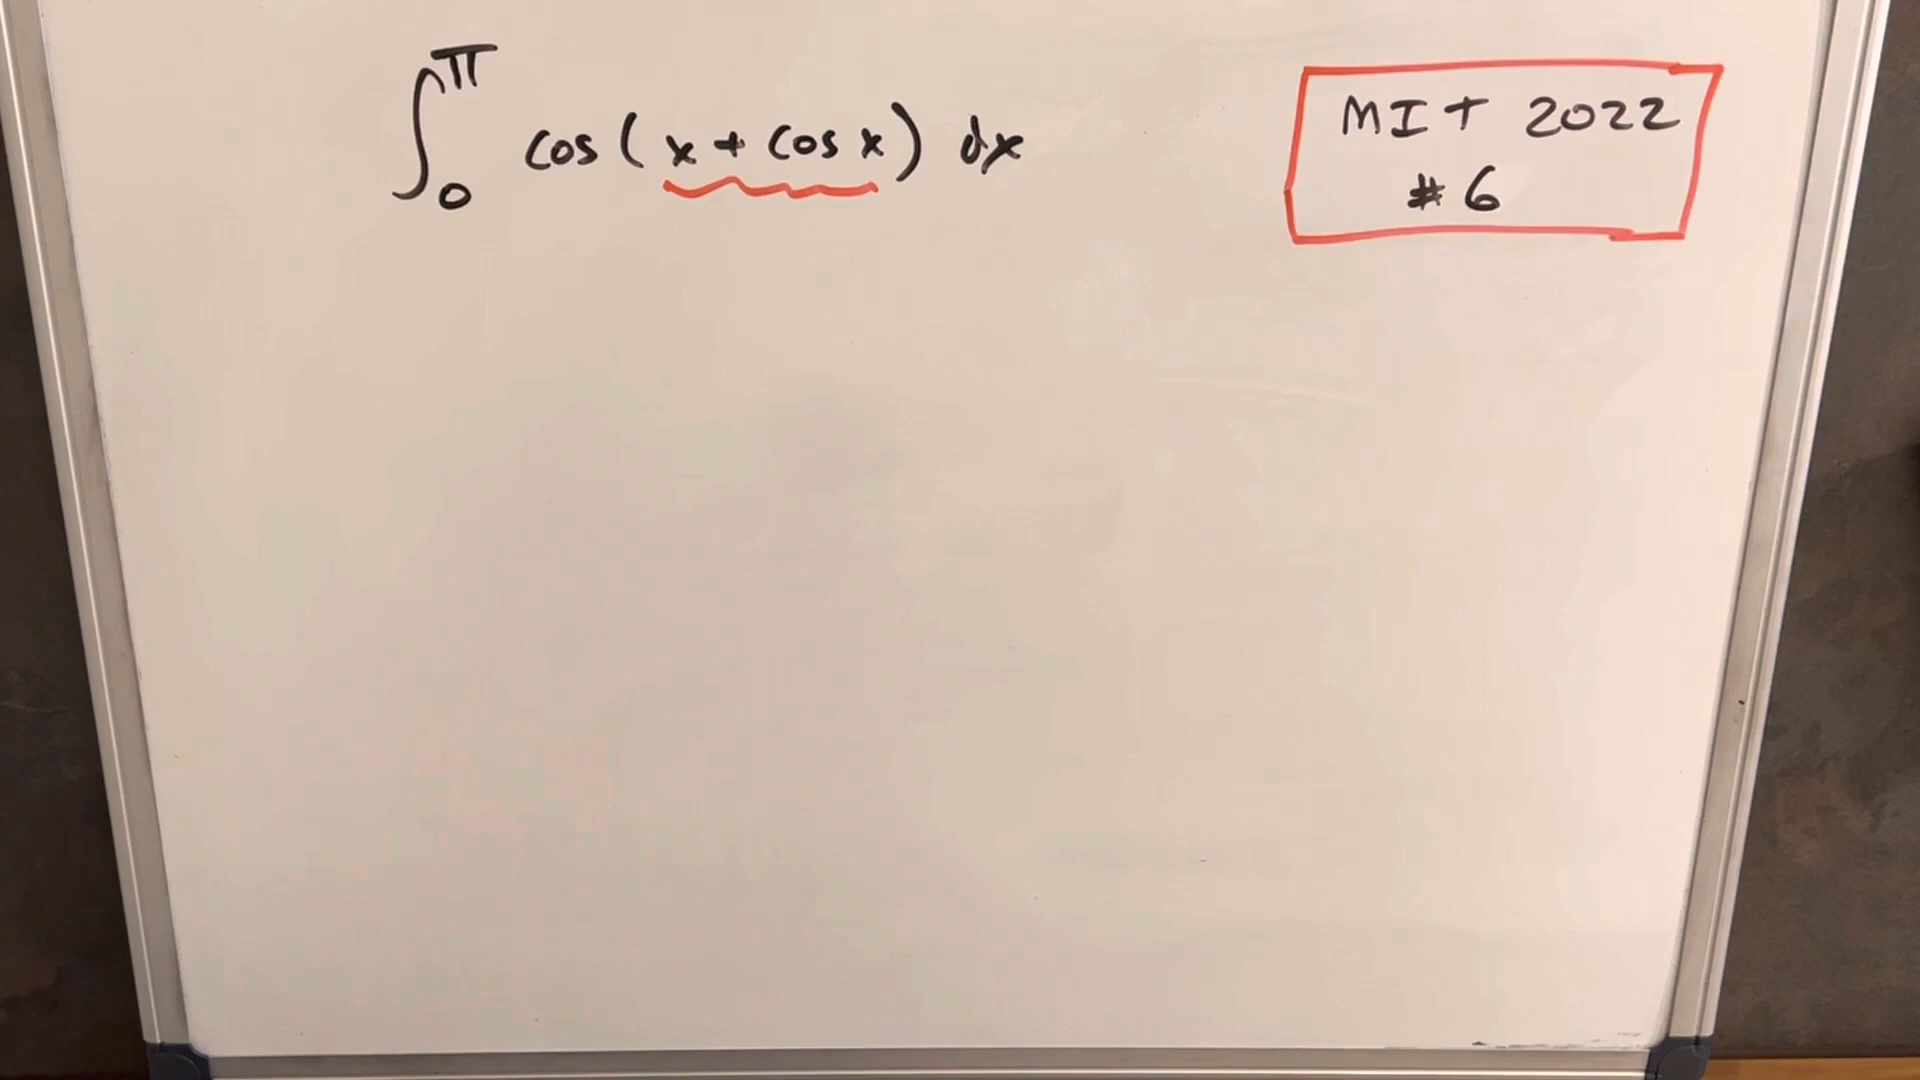 ∫₀^π cos(x + cos x) dx
MIT 2022
#6